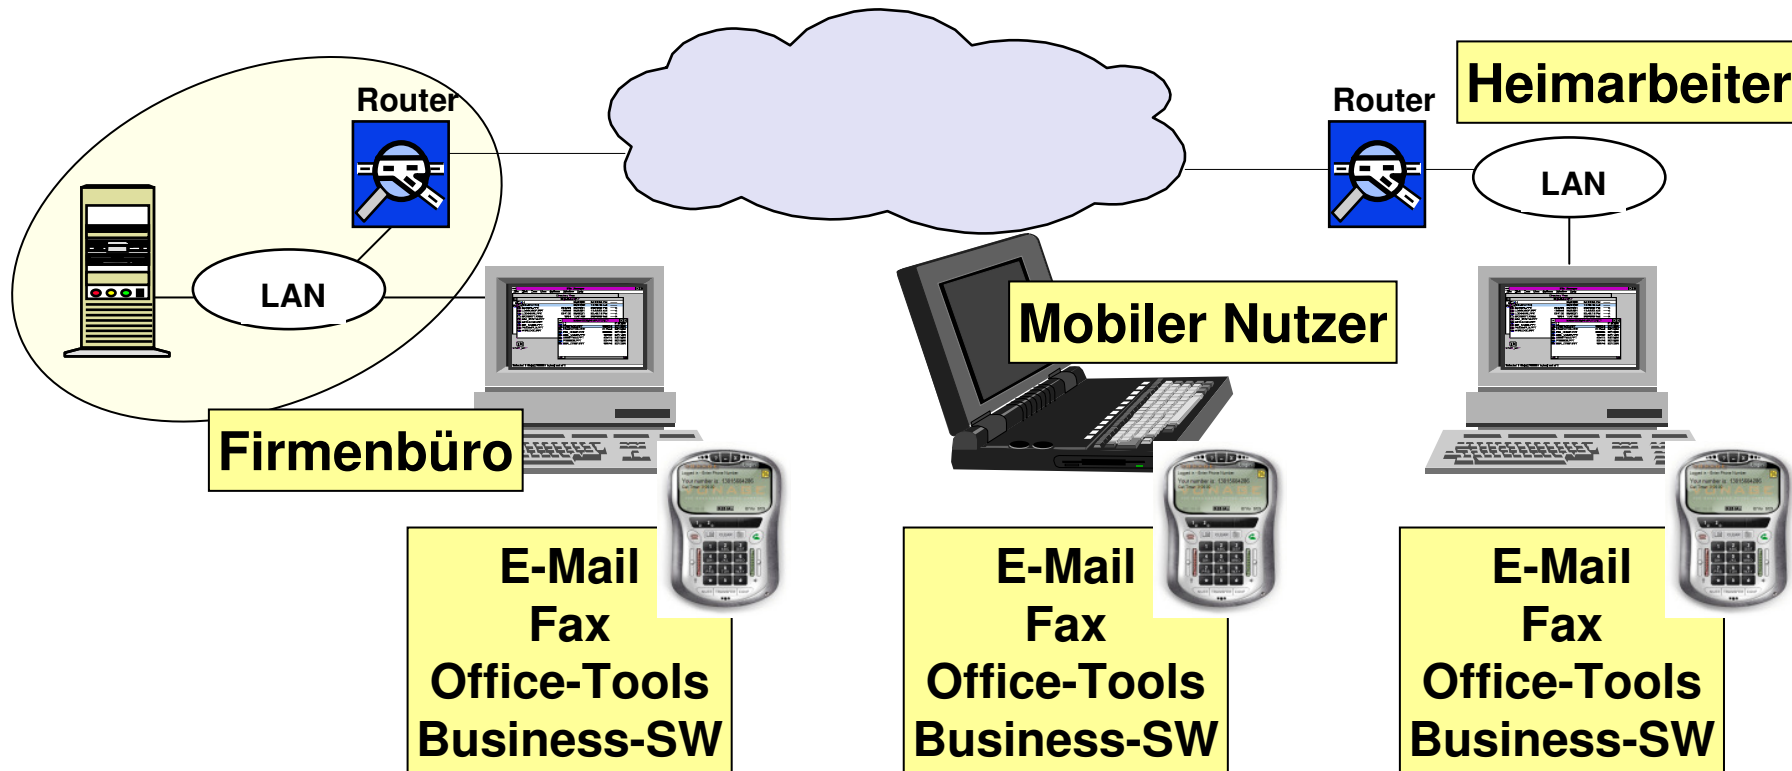 Router
LAN
Firmenbüro
Mobiler Nutzer
Router
Heimarbeiter
LAN
E-Mail
Fax
Office-Tools
Business-SW
E-Mail
Fax
Office-Tools
Business-SW
E-Mail
Fax
Office-Tools
Business-SW